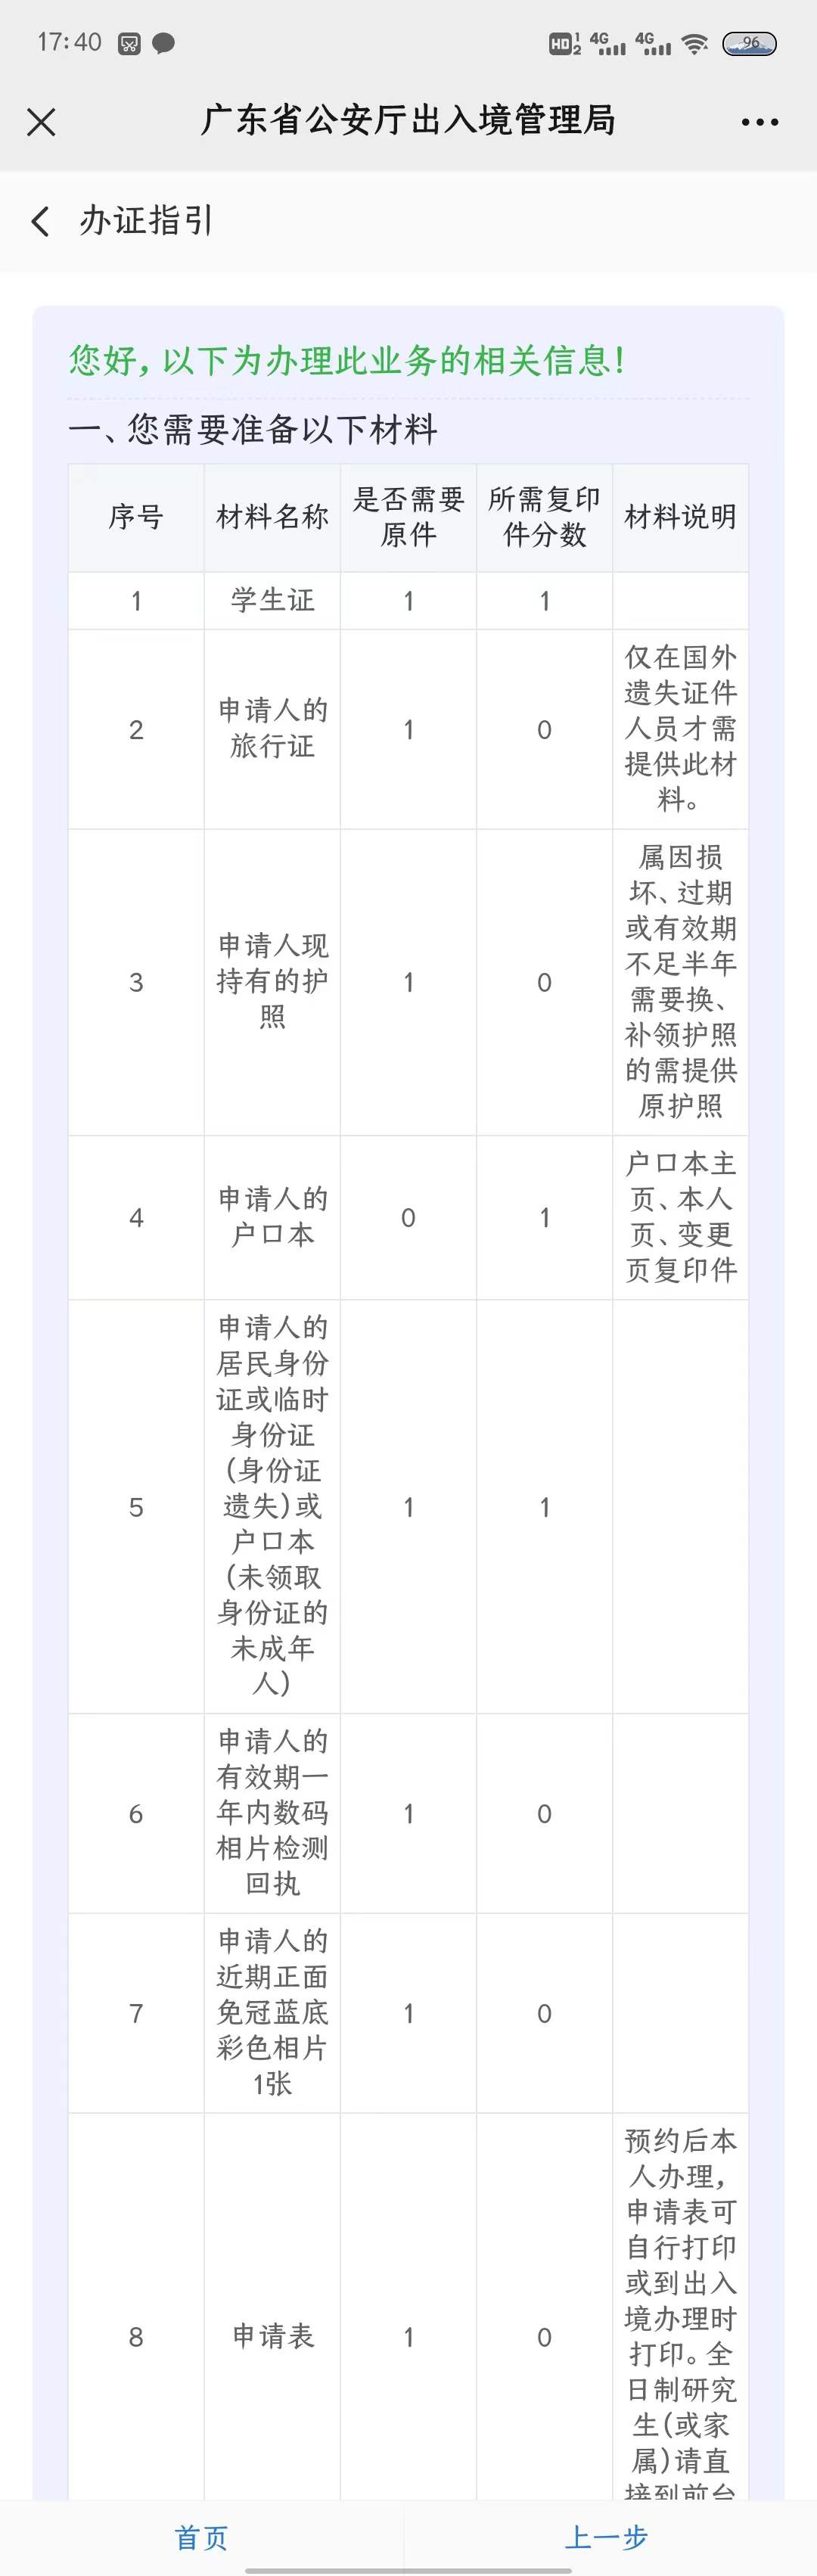 17:40
HD 1 2 4G 4G 96
广东省公安厅出入境管理局
办证指引
您好,以下为办理此业务的相关信息!
一、您需要准备以下材料
序号
材料名称
是否需要
原件
所需复印
件分数
材料说明
1
学生证
1
1
2
申请人的
旅行证
1
0
仅在国外
遗失证件
人员才需
提供此材
料。
3
申请人现
持有的护
照
1
0
属因损
坏、过期
或有效期
不足半年
需要换、
补领护照
的需提供
原护照
4
申请人的
户口本
0
1
户口本主
页、本人
页、变更
页复印件
5
申请人的
居民身份
证或临时
身份证
(身份证
遗失)或
户口本
(未领取
身份证的
未成年
人)
1
1
6
申请人的
有效期一
年内数码
相片检测
回执
1
0
7
申请人的
近期正面
免冠蓝底
彩色相片
1张
1
0
8
申请表
1
0
预约后本
人办理,
申请表可
自行打印
或到出入
境办理时
打印。全
日制研究
生(或家
属)请直
接到前台
首页
上一步